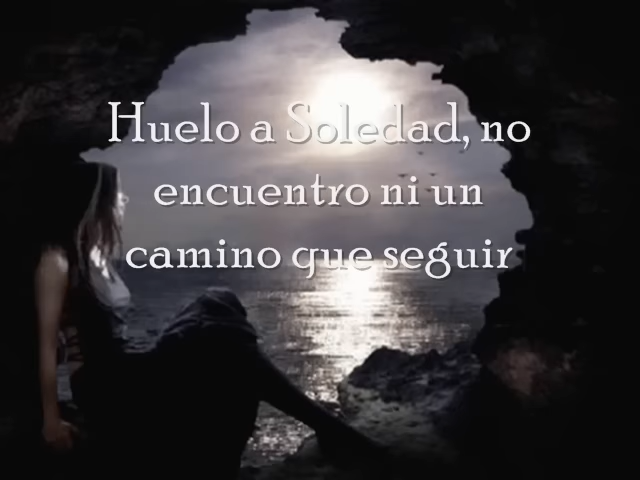 Huelo a Soledad, no
encuentro ni un
camino que seguir